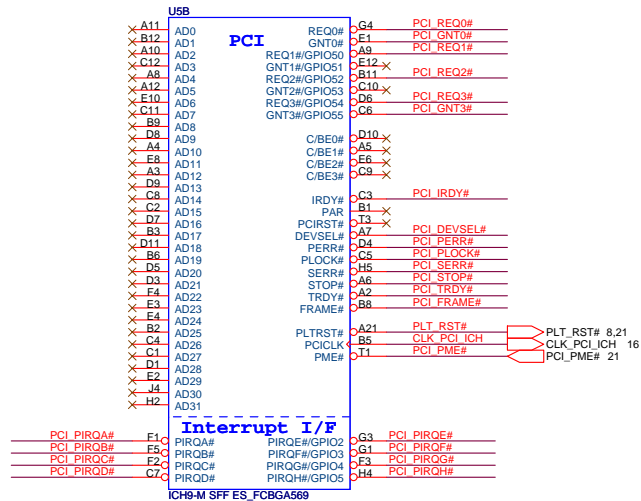 U5B
PCI
A11 AD0 REQ0# G4 PCI_REQ0#
B12 AD1 GNT0# E1 PCI_GNT0#
A10 AD2 REQ1#/GPIO50 A9 PCI_REQ1#
C12 AD3 GNT1#/GPIO51 E12
A8 AD4 REQ2#/GPIO52 B11 PCI_REQ2#
A12 AD5 GNT2#/GPIO53 C10
E10 AD6 REQ3#/GPIO54 D6 PCI_REQ3#
C11 AD7 GNT3#/GPIO55 C6 PCI_GNT3#
B9 AD8
D8 AD9 C/BE0# D10
A4 AD10 C/BE1# A5
E8 AD11 C/BE2# E6
A3 AD12 C/BE3# C9
D9 AD13
C8 AD14 IRDY# C3 PCI_IRDY#
C2 AD15 PAR B1
D7 AD16 PCIRST# T3
B3 AD17 DEVSEL# A7 PCI_DEVSEL#
D11 AD18 PERR# D4 PCI_PERR#
B6 AD19 PLOCK# C5 PCI_PLOCK#
D5 AD20 SERR# H5 PCI_SERR#
D3 AD21 STOP# A6 PCI_STOP#
F4 AD22 TRDY# A2 PCI_TRDY#
E3 AD23 FRAME# B8 PCI_FRAME#
E4 AD24
B2 AD25 PLTRST# A21 PLT_RST# PLT_RST# 8,21
C4 AD26 PCICLK B5 CLK_PCI_ICH CLK_PCI_ICH 16
C1 AD27 PME# T1 PCI_PME# PCI_PME# 21
D1 AD28
E2 AD29
J4 AD30
H2 AD31
Interrupt I/F
PCI_PIRQA# F1 PIRQA# PIRQE#/GPIO2 G3 PCI_PIRQE#
PCI_PIRQB# F5 PIRQB# PIRQF#/GPIO3 G1 PCI_PIRQF#
PCI_PIRQC# F2 PIRQC# PIRQG#/GPIO4 F3 PCI_PIRQG#
PCI_PIRQD# C7 PIRQD# PIRQH#/GPIO5 H4 PCI_PIRQH#
ICH9-M SFF ES_FCBGA569